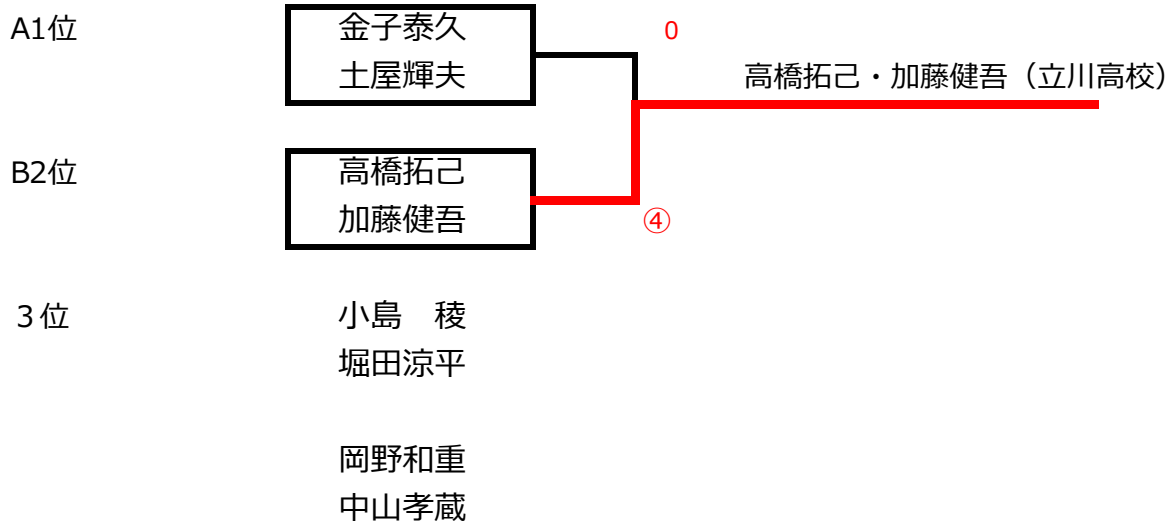 A1位
金子泰久
土屋輝夫
0
高橋拓己・加藤健吾（立川高校）
B2位
高橋拓己
加藤健吾
④
３位
小島　稜
堀田涼平
岡野和重
中山孝蔵